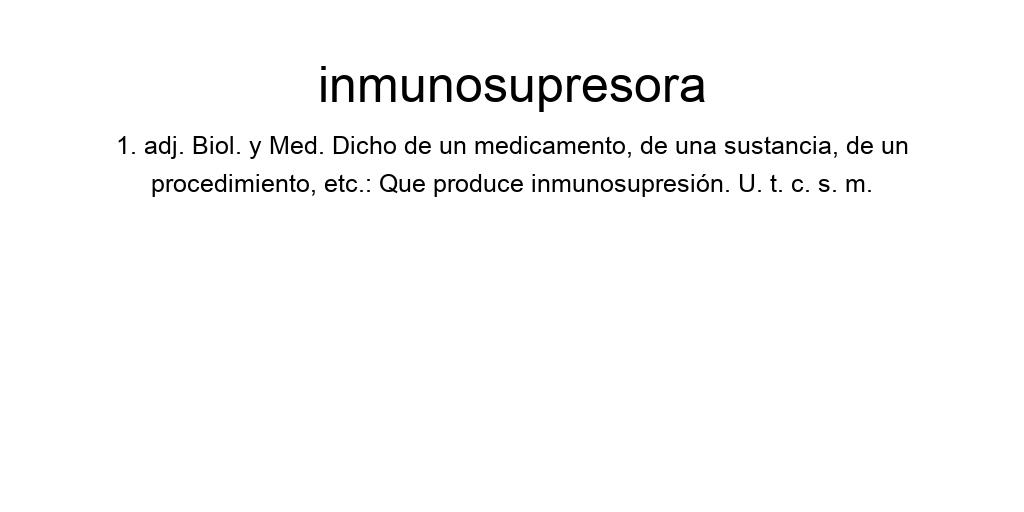 inmunosupresora
1. adj. Biol. y Med. Dicho de un medicamento, de una sustancia, de un
procedimiento, etc.: Que produce inmunosupresión. U. t. c. s. m.